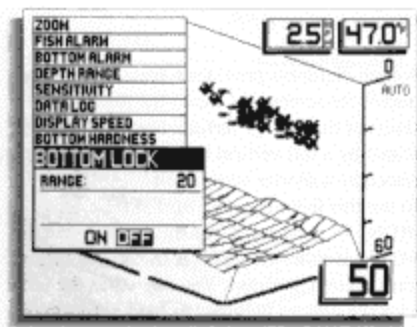 ZOOM
FISH ALARM
BOTTOM ALARM
DEPTH RANGE
SENSITIVITY
DATA LOG
DISPLAY SPEED
BOTTOM HARDNESS
BOTTOM LOCK
RANGE: 20
ON OFF
2.5
47.0°F
0
AUTO
60
50